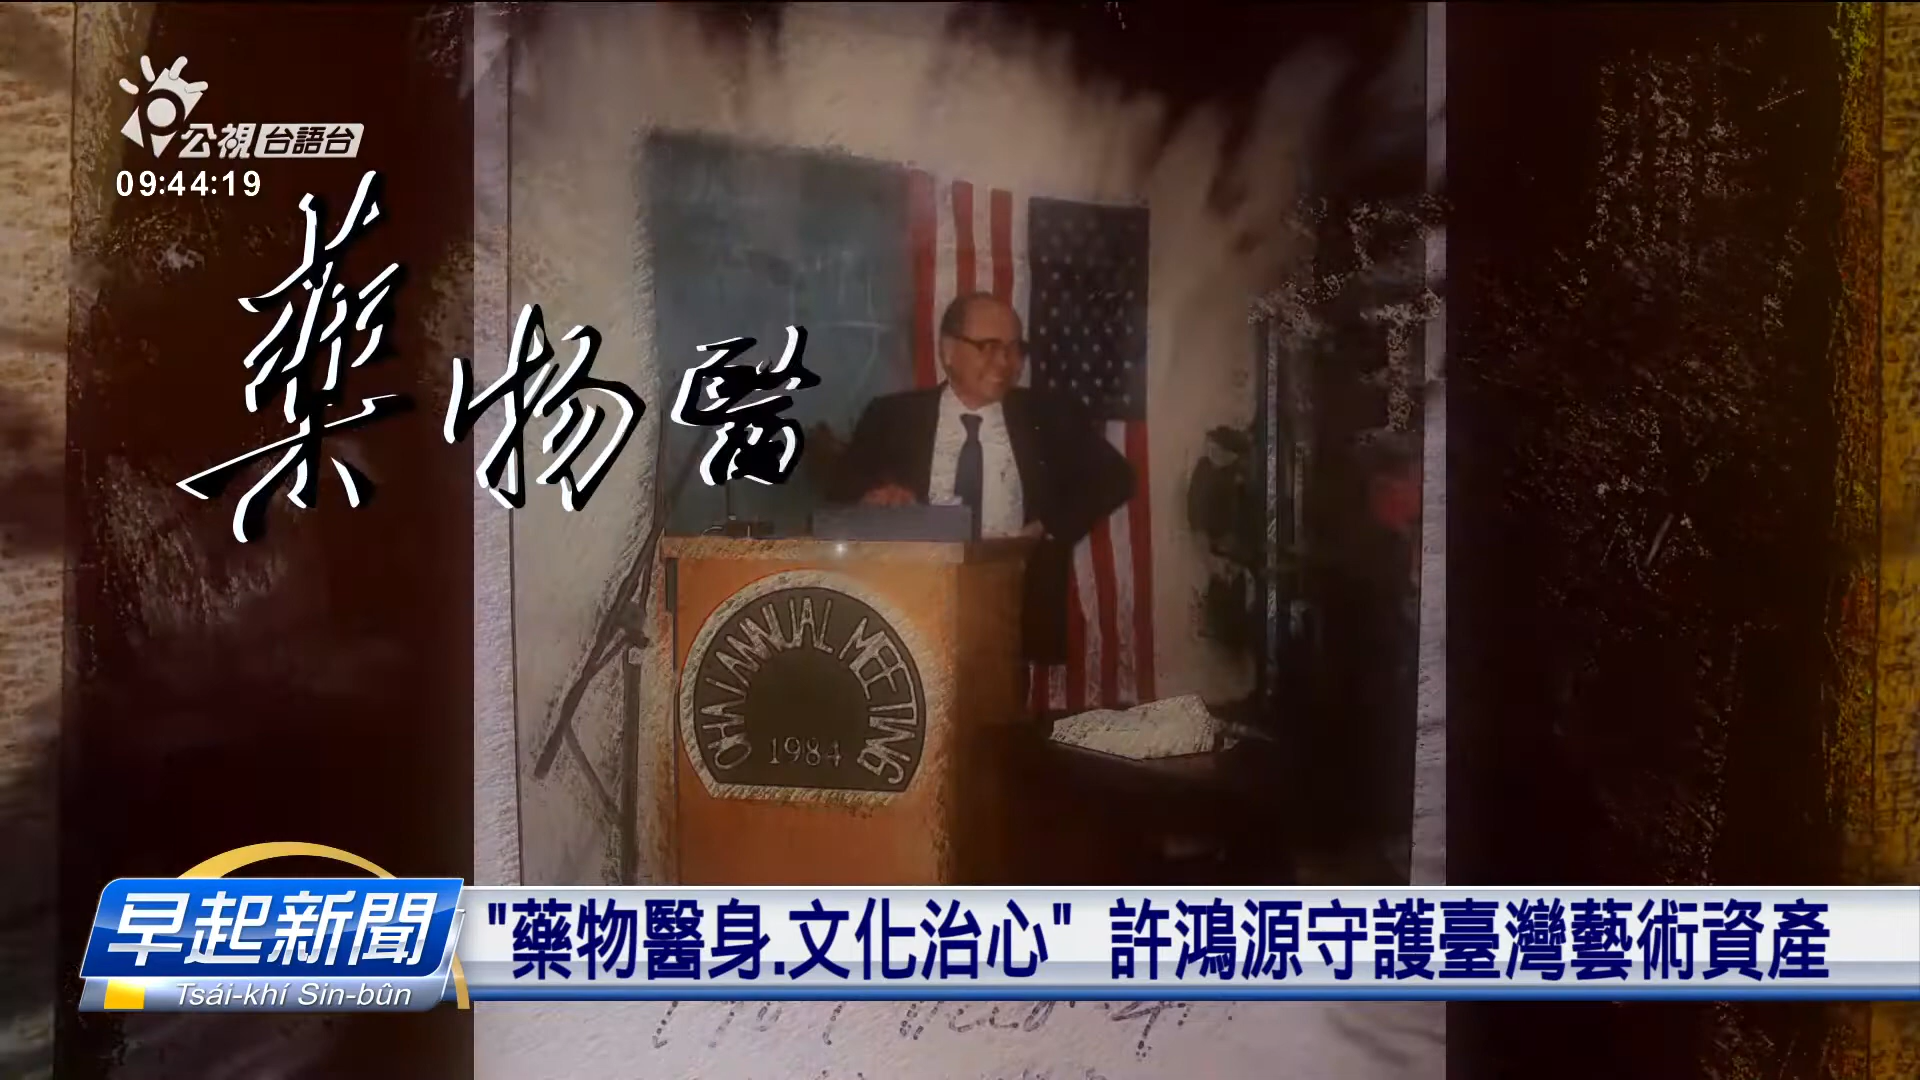 公視台語台
09:44:19
藥物醫
OHAI ANNUAL MEETING
1984
早起新聞
Tsái-khí Sin-bûn
"藥物醫身.文化治心" 許鴻源守護臺灣藝術資產